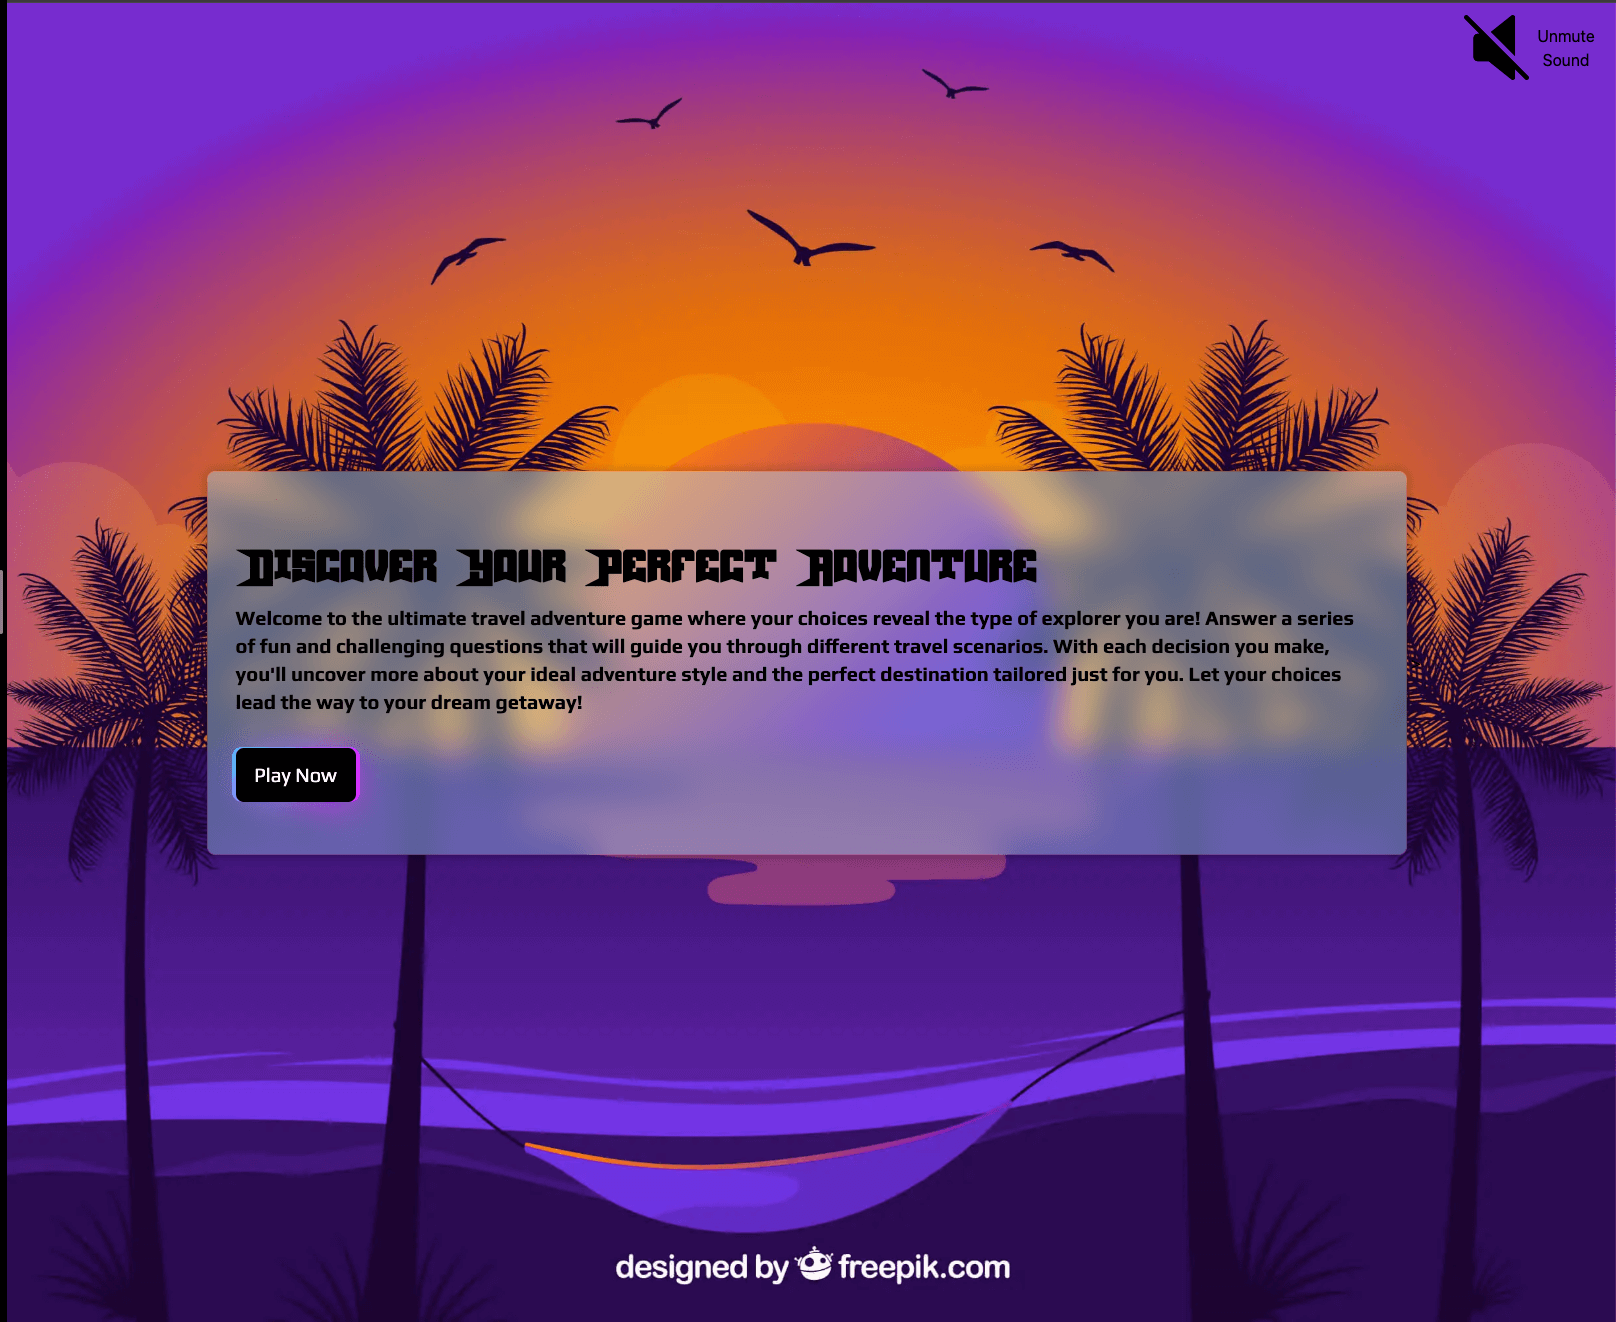 Unmute
Sound
Discover Your Perfect Adventure
Welcome to the ultimate travel adventure game where your choices reveal the type of explorer you are! Answer a series
of fun and challenging questions that will guide you through different travel scenarios. With each decision you make,
you'll uncover more about your ideal adventure style and the perfect destination tailored just for you. Let your choices
lead the way to your dream getaway!
Play Now
designed by freepik.com